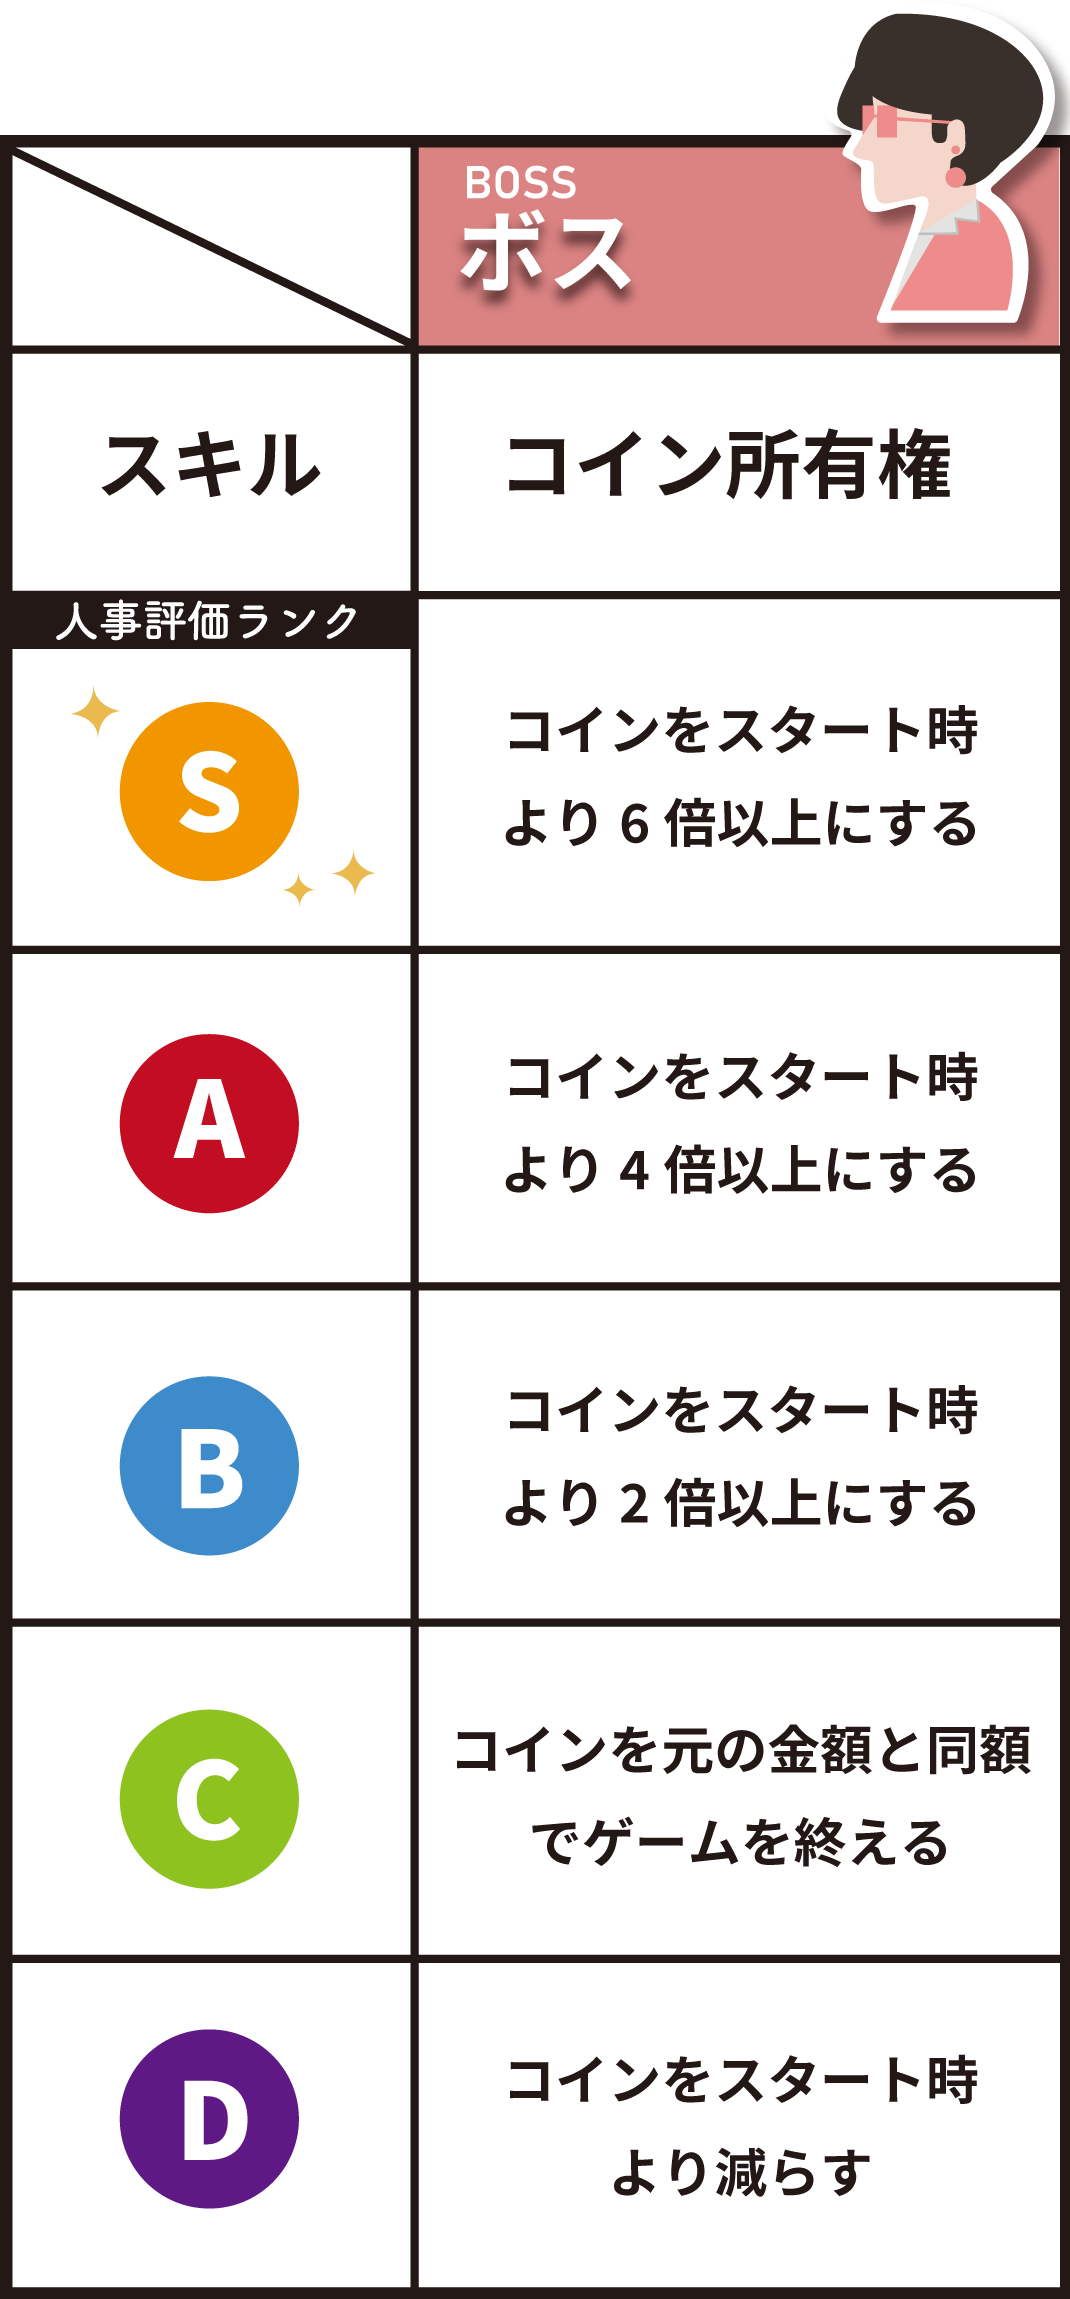 BOSS
ボス
スキル
コイン所有権
人事評価ランク
S
コインをスタート時
より 6 倍以上にする
A
コインをスタート時
より 4 倍以上にする
B
コインをスタート時
より 2 倍以上にする
C
コインを元の金額と同額
でゲームを終える
D
コインをスタート時
より減らす